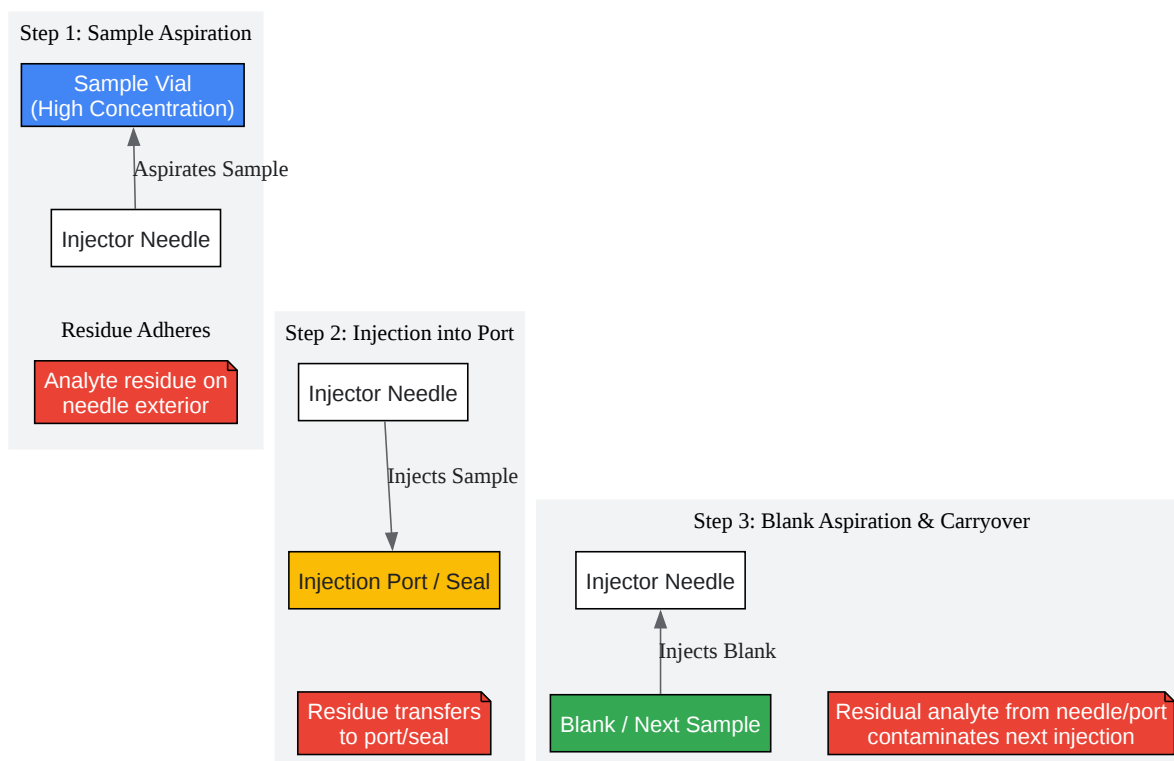 Step 1: Sample Aspiration
Sample Vial
(High Concentration)
Aspirates Sample
Injector Needle
Residue Adheres
Analyte residue on
needle exterior
Step 2: Injection into Port
Injector Needle
Injects Sample
Injection Port / Seal
Residue transfers
to port/seal
Step 3: Blank Aspiration & Carryover
Injector Needle
Injects Blank
Blank / Next Sample
Residual analyte from needle/port
contaminates next injection